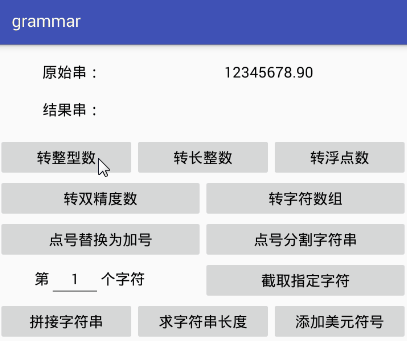 grammar
原始串： 12345678.90
结果串：
转整型数 转长整数 转浮点数
转双精度数 转字符数组
点号替换为加号 点号分割字符串
第 1 个字符 截取指定字符
拼接字符串 求字符串长度 添加美元符号